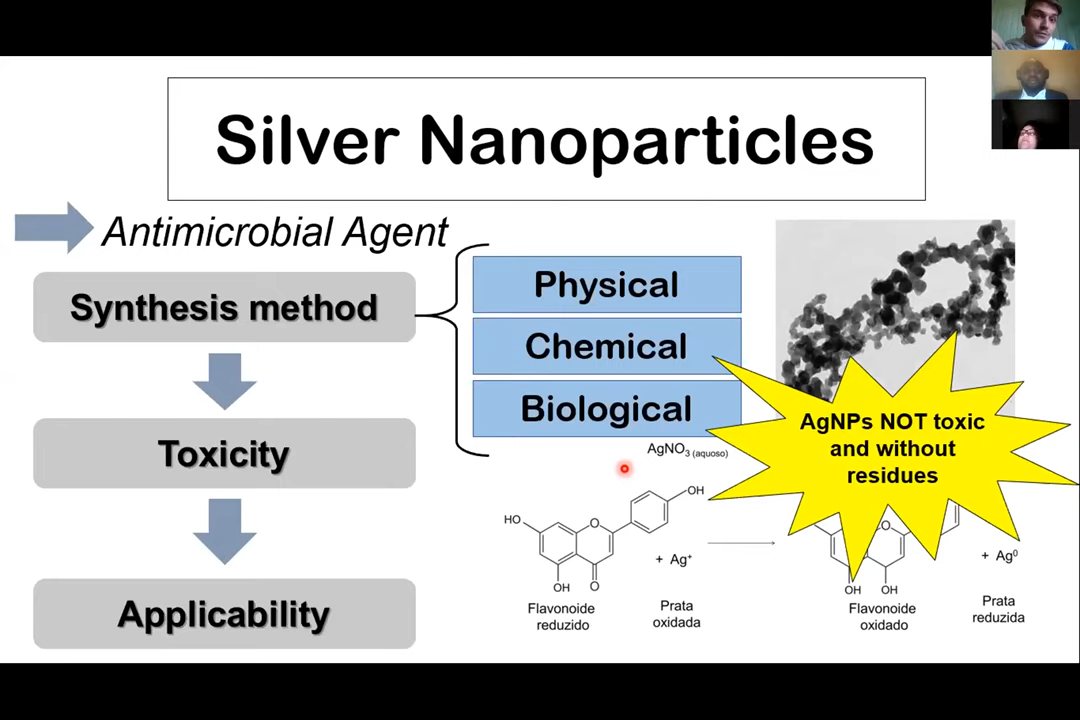 Silver Nanoparticles
Antimicrobial Agent
Synthesis method
Toxicity
Applicability
Physical
Chemical
Biological
AgNPs NOT toxic
and without
residues
AgNO3 (aquoso)
HO
O
OH
OH
O
+ Ag⁺
Flavonoide
reduzido
Prata
oxidada
O
OH
OH
+ Ag⁰
Flavonoide
oxidado
Prata
reduzida